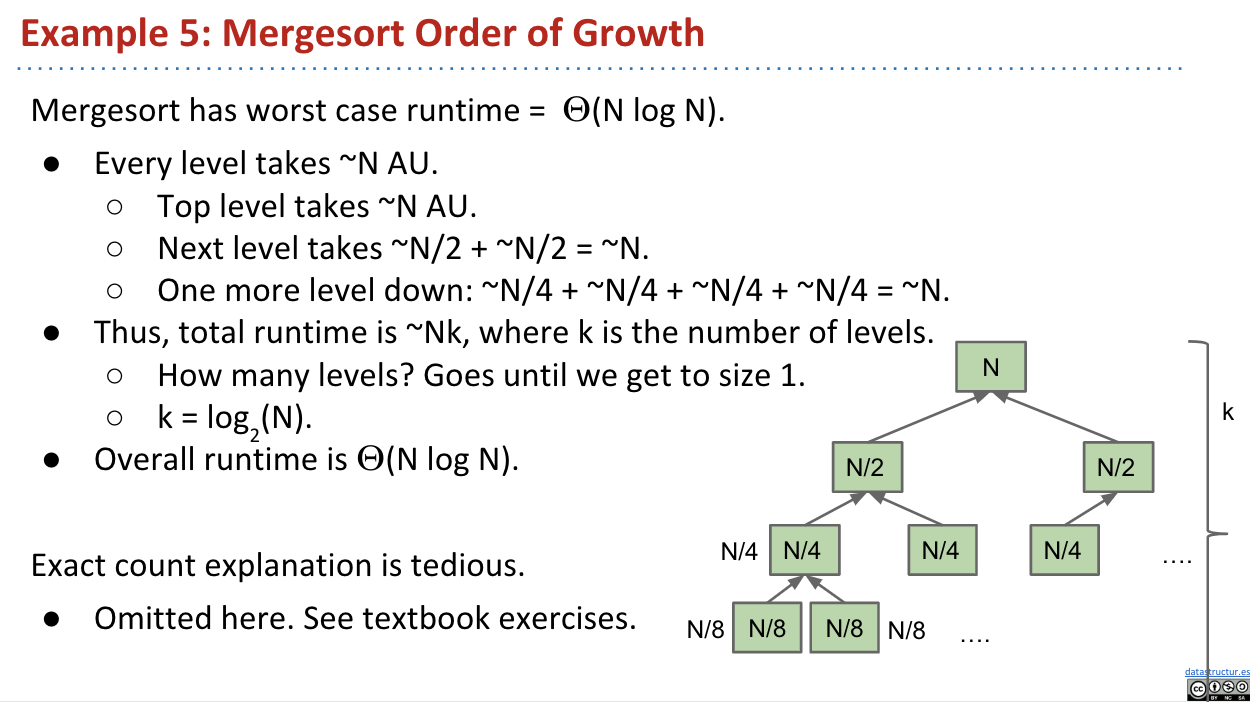 Example 5: Mergesort Order of Growth
Mergesort has worst case runtime = Θ(N log N).
● Every level takes ~N AU.
○ Top level takes ~N AU.
○ Next level takes ~N/2 + ~N/2 = ~N.
○ One more level down: ~N/4 + ~N/4 + ~N/4 + ~N/4 = ~N.
● Thus, total runtime is ~Nk, where k is the number of levels.
○ How many levels? Goes until we get to size 1.
○ k = log₂(N).
● Overall runtime is Θ(N log N).
Exact count explanation is tedious.
● Omitted here. See textbook exercises.
N
k
N/2 N/2
N/4 N/4 N/4 N/4 ....
N/8 N/8 N/8 N/8 ....
datastructur.es
cc
BY NC SA